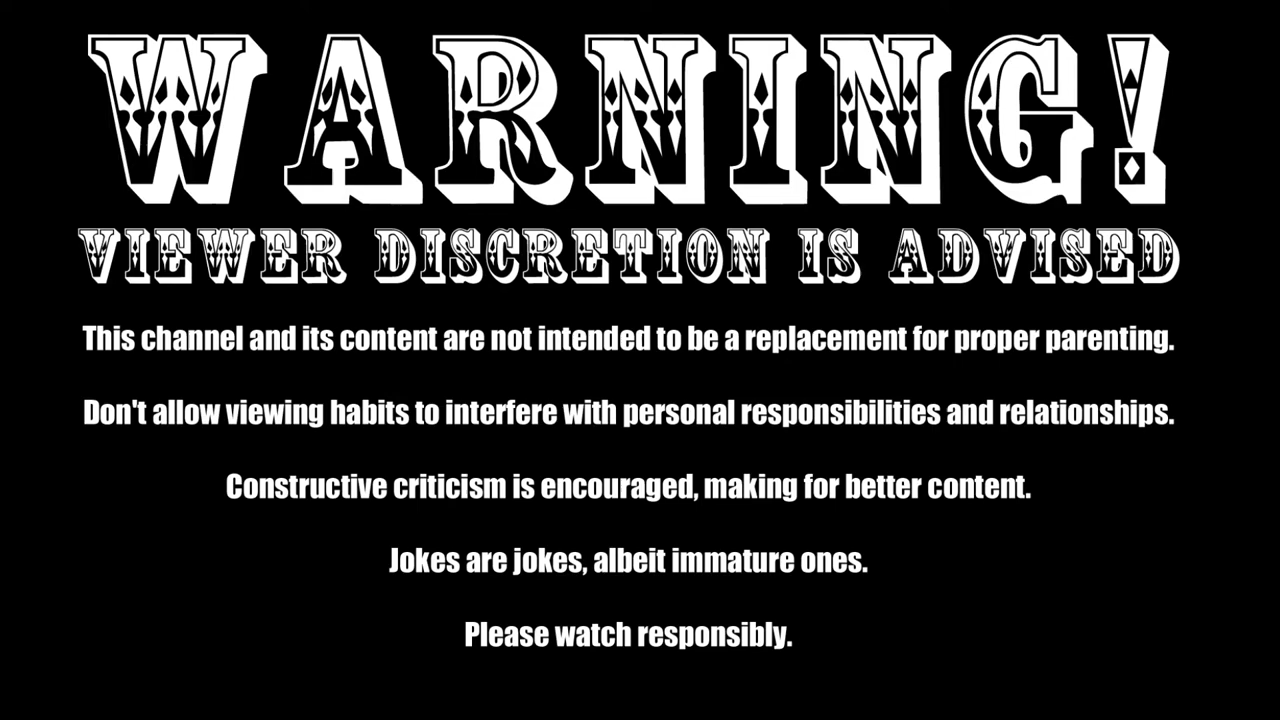 WARNING!
VIEWER DISCRETION IS ADVISED
This channel and its content are not intended to be a replacement for proper parenting.
Don't allow viewing habits to interfere with personal responsibilities and relationships.
Constructive criticism is encouraged, making for better content.
Jokes are jokes, albeit immature ones.
Please watch responsibly.